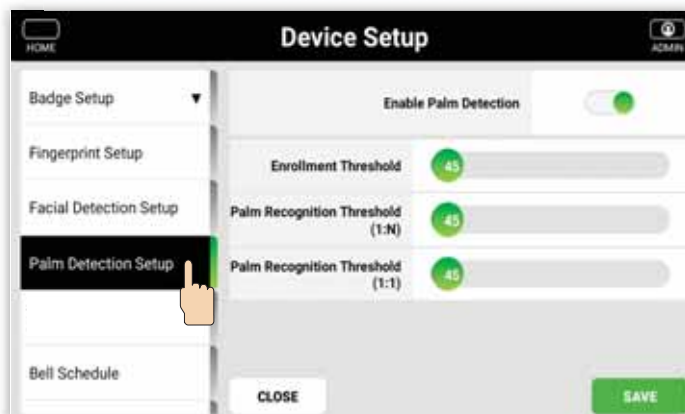 HOME
Device Setup
ADMIN
Badge Setup
Fingerprint Setup
Facial Detection Setup
Palm Detection Setup
Bell Schedule
Enable Palm Detection
Enrollment Threshold
45
Palm Recognition Threshold
(1:N)
45
Palm Recognition Threshold
(1:1)
45
CLOSE
SAVE